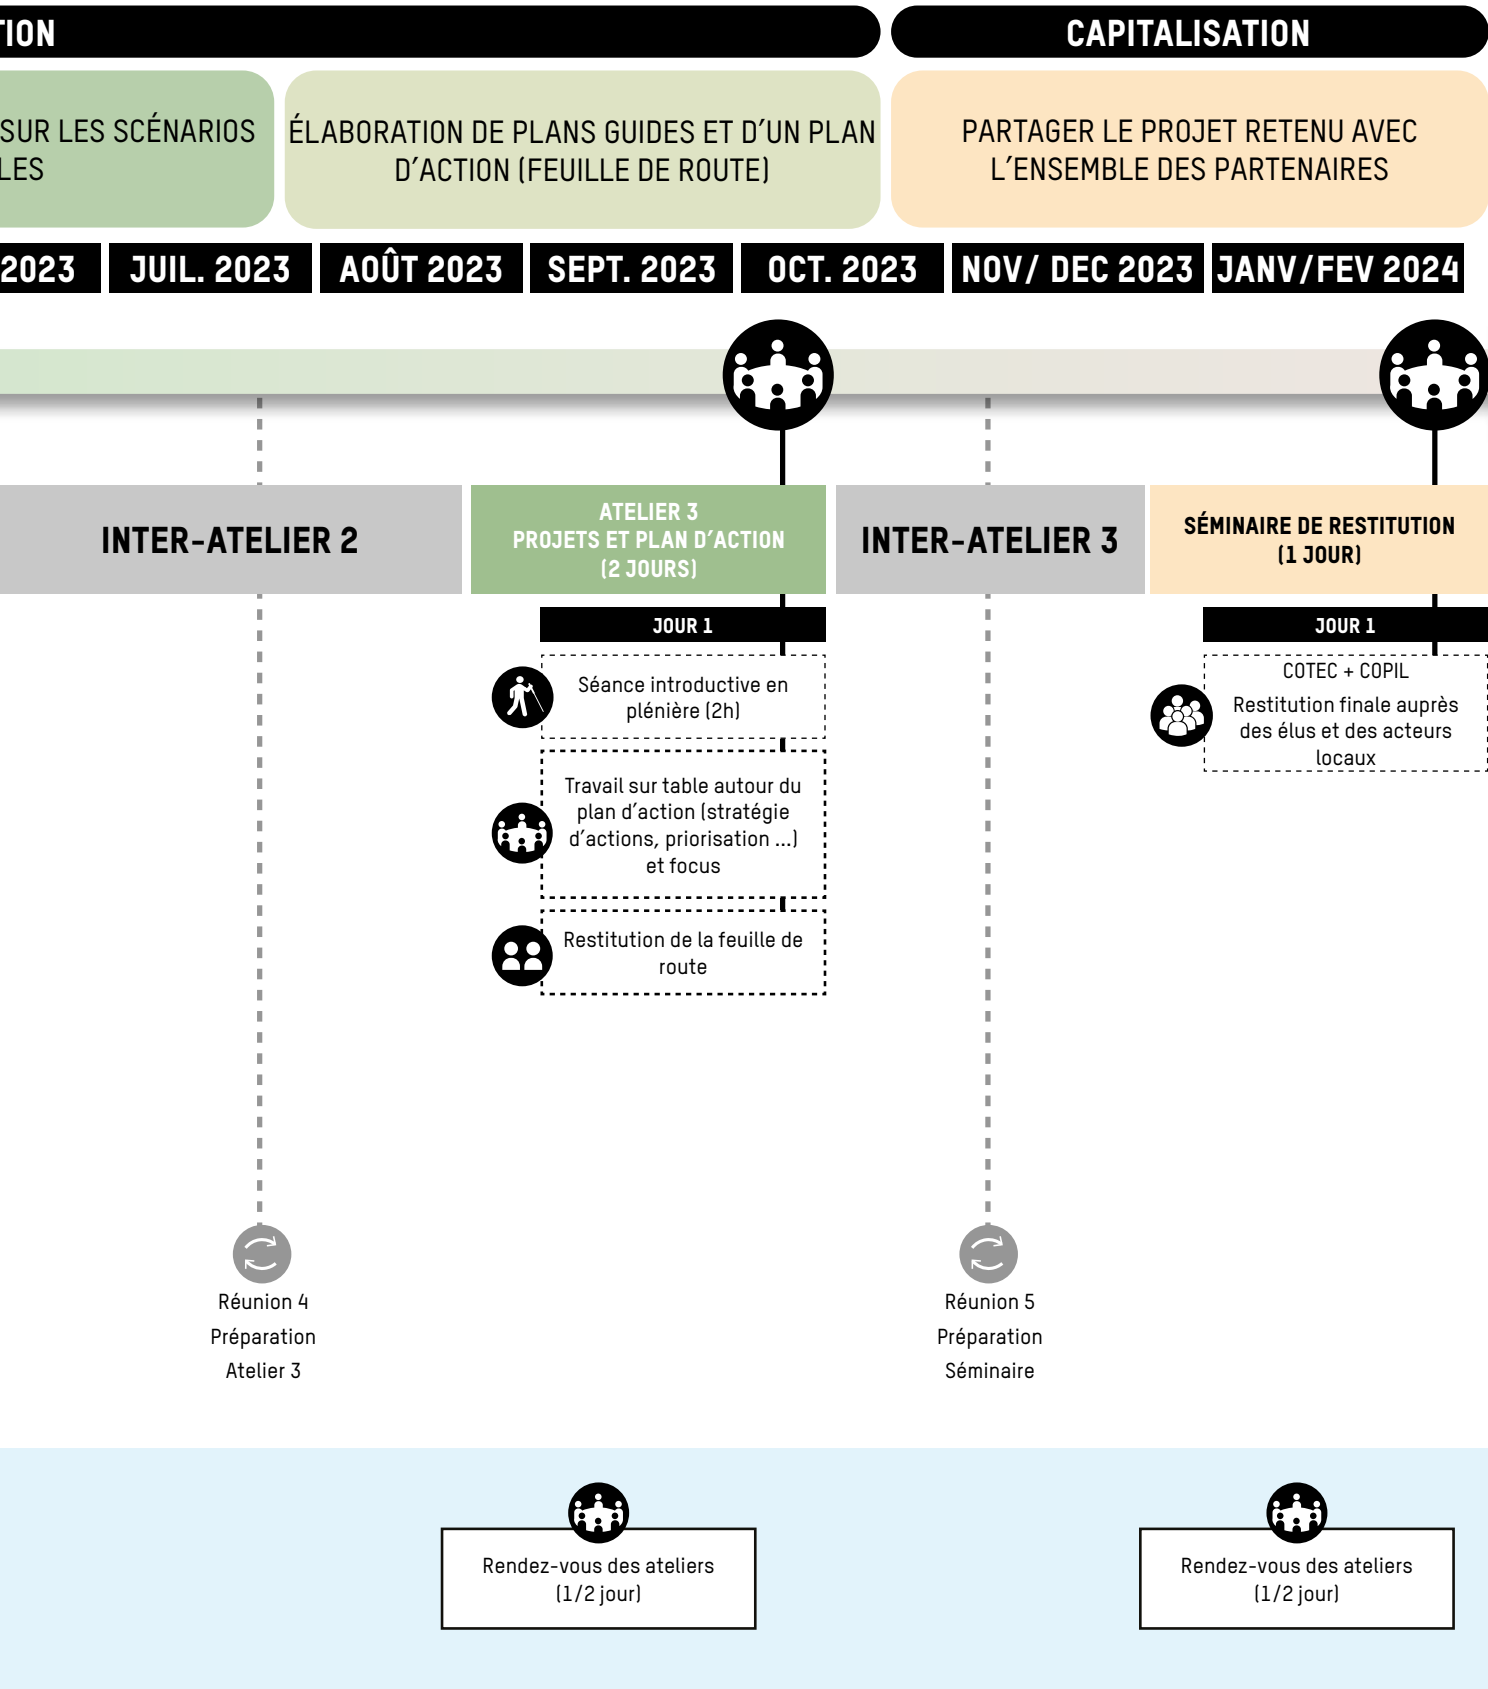 TION
CAPITALISATION
SUR LES SCÉNARIOS
LES
ÉLABORATION DE PLANS GUIDES ET D’UN PLAN
D’ACTION (FEUILLE DE ROUTE)
PARTAGER LE PROJET RETENU AVEC
L’ENSEMBLE DES PARTENAIRES
2023
JUIL. 2023
AOÛT 2023
SEPT. 2023
OCT. 2023
NOV/ DEC 2023
JANV/FEV 2024
INTER-ATELIER 2
ATELIER 3
PROJETS ET PLAN D’ACTION
(2 JOURS)
INTER-ATELIER 3
SÉMINAIRE DE RESTITUTION
(1 JOUR)
JOUR 1
Séance introductive en
plénière (2h)
Travail sur table autour du
plan d’action (stratégie
d’actions, priorisation ...)
et focus
Restitution de la feuille de
route
JOUR 1
COTEC + COPIL
Restitution finale auprès
des élus et des acteurs
locaux
Réunion 4
Préparation
Atelier 3
Réunion 5
Préparation
Séminaire
Rendez-vous des ateliers
(1/2 jour)
Rendez-vous des ateliers
(1/2 jour)